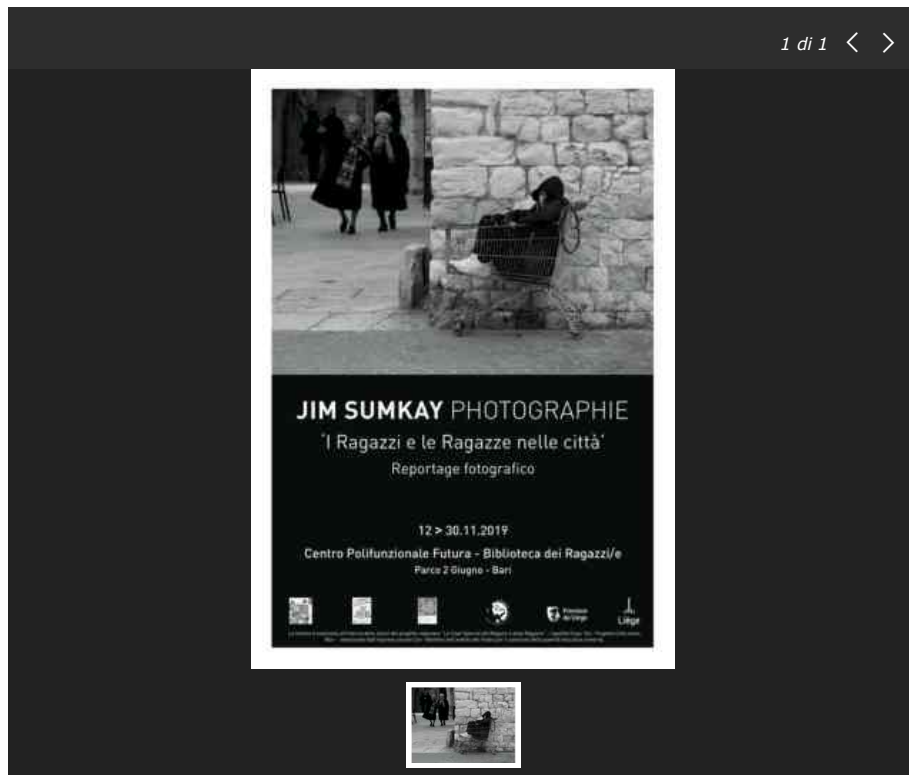 1 di 1
JIM SUMKAY PHOTOGRAPHIE
'I Ragazzi e le Ragazze nelle città'
Reportage fotografico
12 > 30.11.2019
Centro Polifunzionale Futura - Biblioteca dei Ragazzi/e
Parco 2 Giugno - Bari
Liège